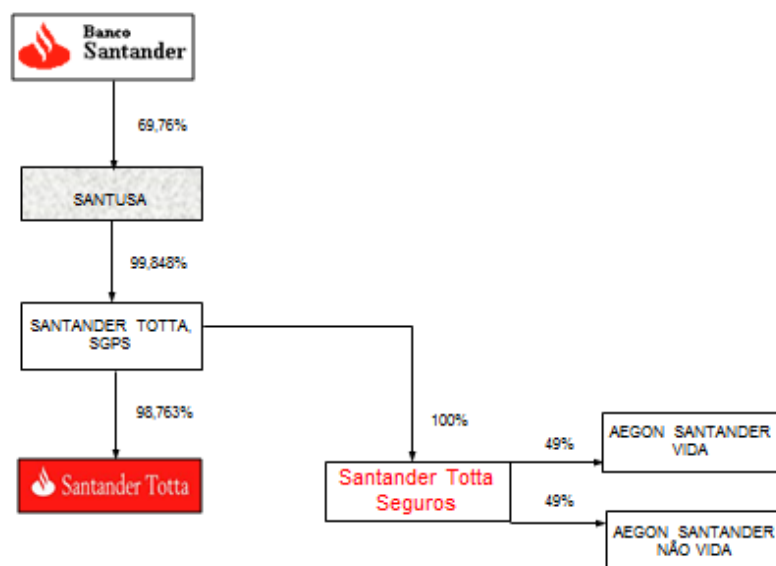 Banco
Santander
69,76%
SANTUSA
99,848%
SANTANDER TOTTA,
SGPS
98,763%
Santander Totta
100%
Santander Totta
Seguros
49%
AEGON SANTANDER
VIDA
49%
AEGON SANTANDER
NÃO VIDA